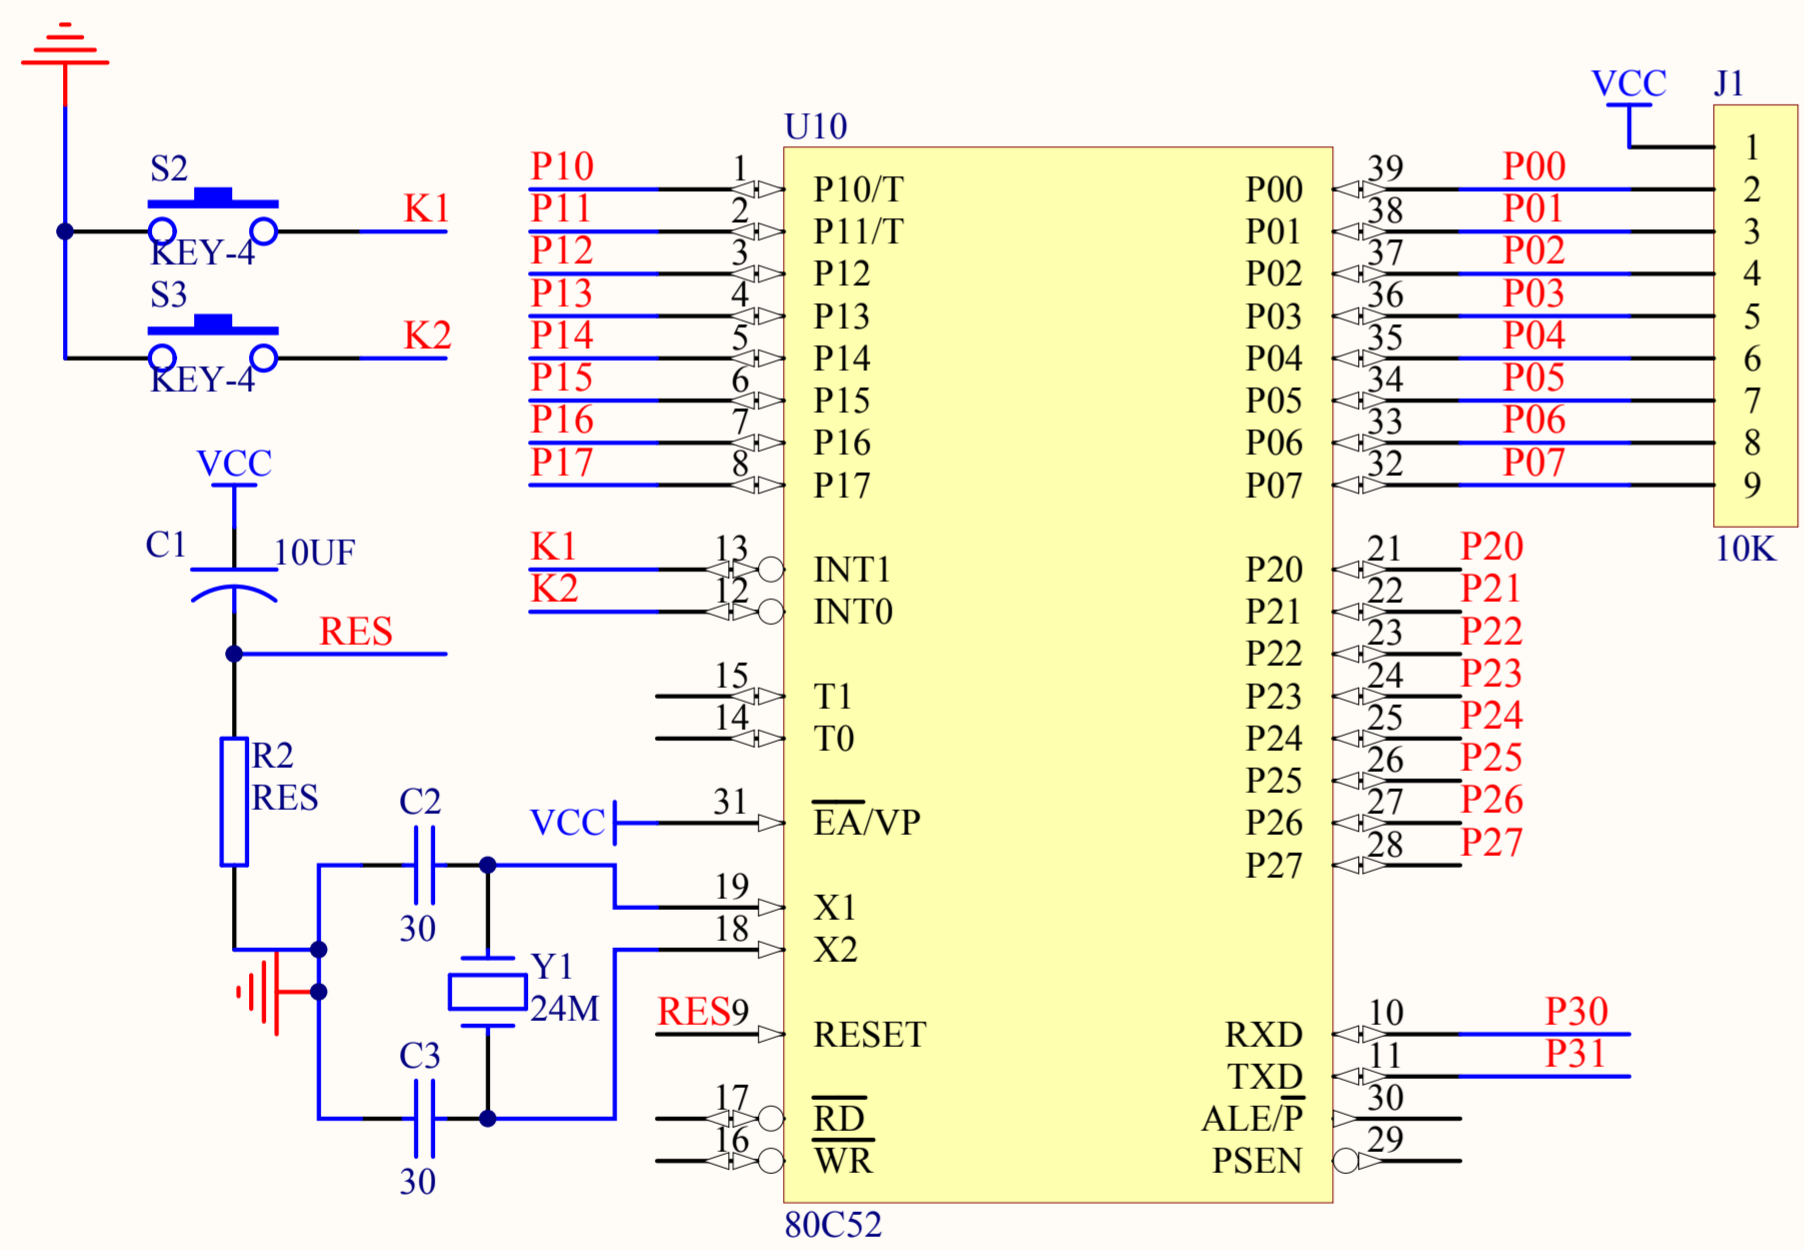 S2
K1
KEY-4
S3
K2
KEY-4
VCC
C1
10UF
RES
R2
RES
C2
30
Y1
24M
C3
30
U10
P10 1 P10/T
P11 2 P11/T
P12 3 P12
P13 4 P13
P14 5 P14
P15 6 P15
P16 7 P16
P17 8 P17
K1 13 INT1
K2 12 INT0
15 T1
14 T0
VCC 31 EA/VP
19 X1
18 X2
RES 9 RESET
17 RD
16 WR
P00 39 P00
P01 38 P01
P02 37 P02
P03 36 P03
P04 35 P04
P05 34 P05
P06 33 P06
P07 32 P07
P20 21 P20
P21 22 P21
P22 23 P22
P23 24 P23
P24 25 P24
P25 26 P25
P26 27 P26
P27 28 P27
RXD 10 P30
TXD 11 P31
ALE/P 30
PSEN 29
80C52
VCC
J1
1
2
3
4
5
6
7
8
9
10K